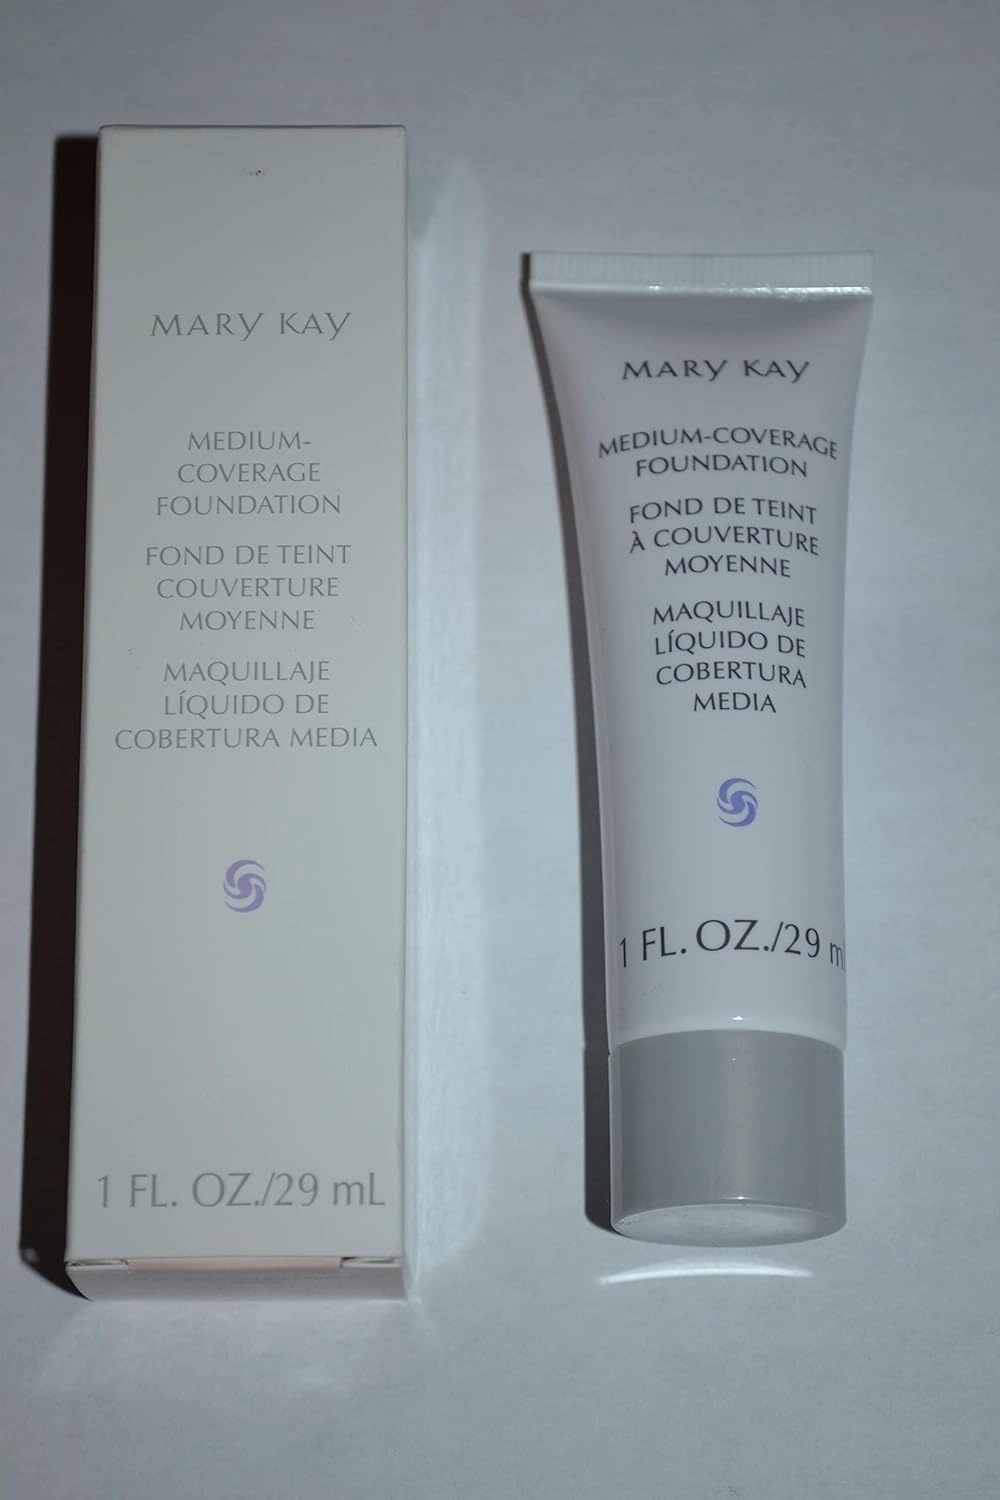 MARY KAY
MEDIUM-
COVERAGE
FOUNDATION
FOND DE TEINT
COUVERTURE
MOYENNE
MAQUILLAJE
LÍQUIDO DE
COBERTURA MEDIA
1 FL. OZ./29 mL
MARY KAY
MEDIUM-COVERAGE
FOUNDATION
FOND DE TEINT
À COUVERTURE
MOYENNE
MAQUILLAJE
LÍQUIDO DE
COBERTURA
MEDIA
1 FL. OZ./29 mL